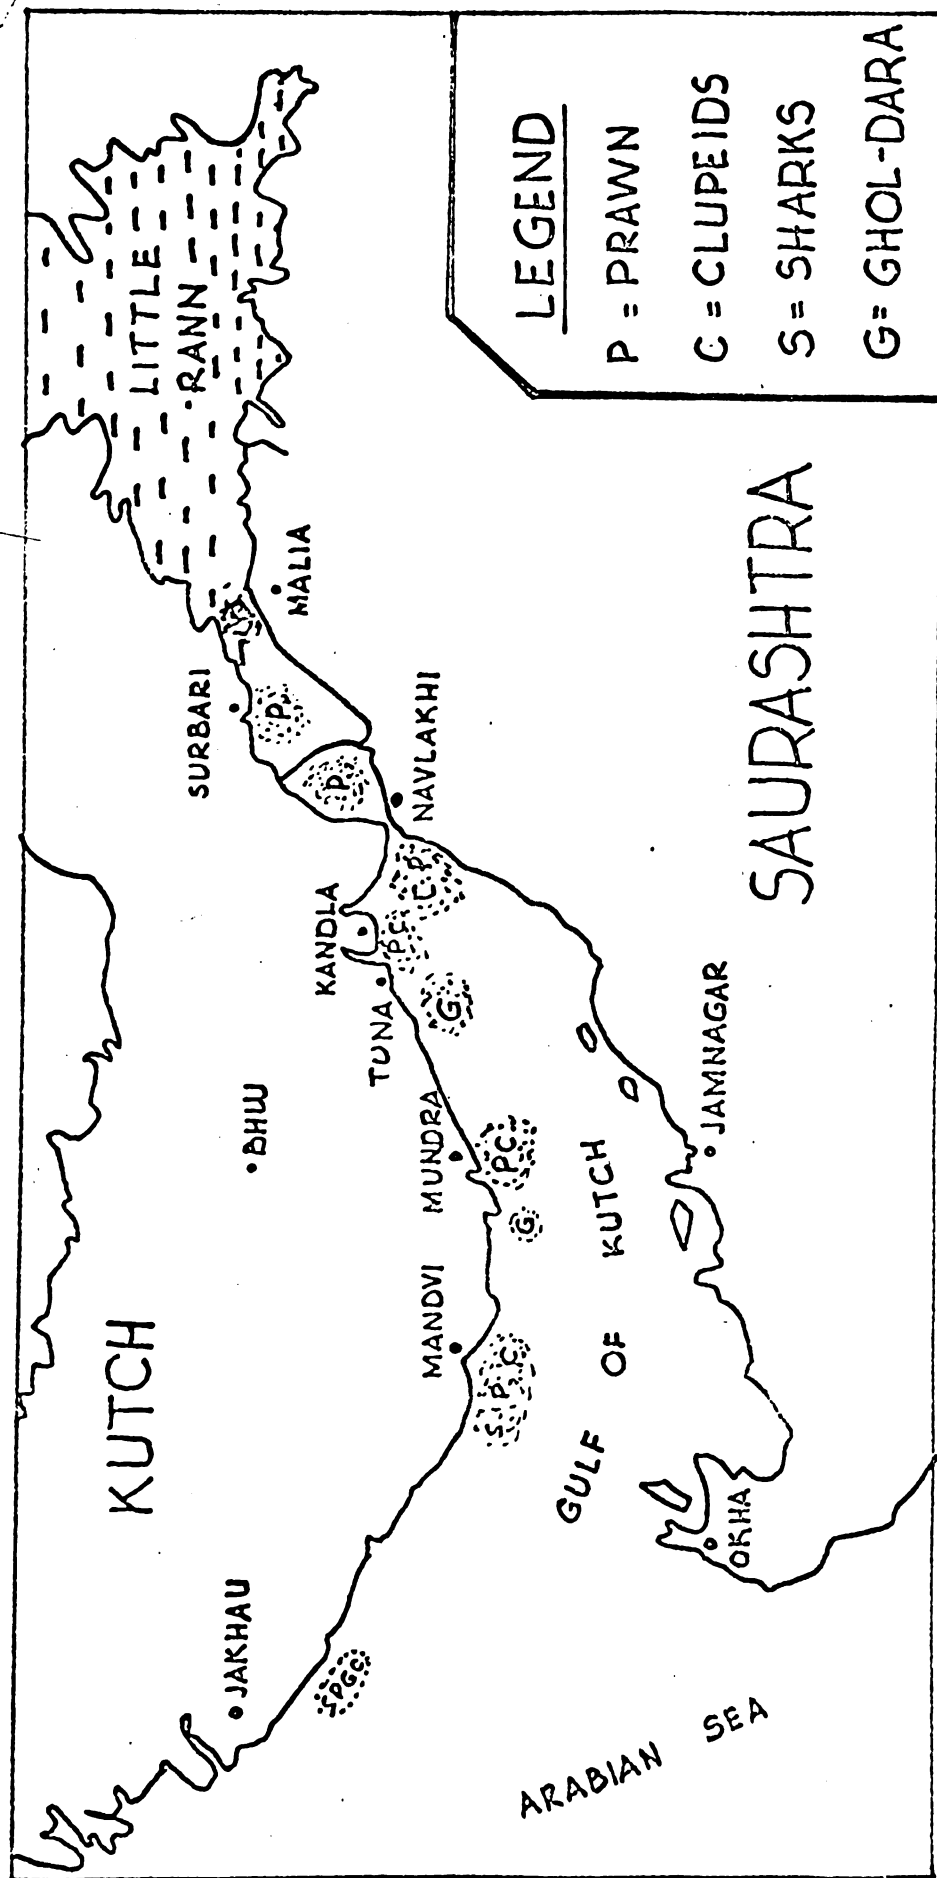 KUTCH
LITTLE
RANN
SURBARI
MALIA
NAVLAKHI
KANDLA
TUNA
BHUJ
MUNDRA
MANDVI
JAKHAU
P
P
C P
P C
G
P C
G
S P C
S P G C
GULF OF KUTCH
JAMNAGAR
OKHA
ARABIAN SEA
SAURASHTRA
LEGEND
P = PRAWN
C = CLUPEIDS
S = SHARKS
G = GHOL-DARA